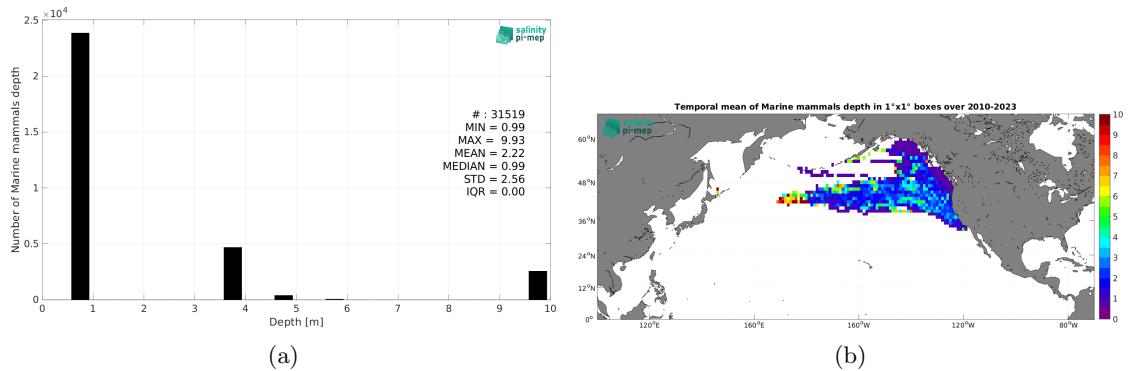 2.5 ×10⁴
salinity
pi-mep
2
# : 31519
MIN = 0.99
MAX = 9.93
1.5
MEAN = 2.22
MEDIAN = 0.99
STD = 2.56
IQR = 0.00
1
0.5
0
Number of Marine mammals depth
0 1 2 3 4 5 6 7 8 9 10
Depth [m]
(a)
Temporal mean of Marine mammals depth in 1°x1° boxes over 2010-2023
salinity
pi-mep
60°N
48°N
36°N
24°N
12°N
0°
120°E 160°E 160°W 120°W 80°W
10
9
8
7
6
5
4
3
2
1
0
(b)